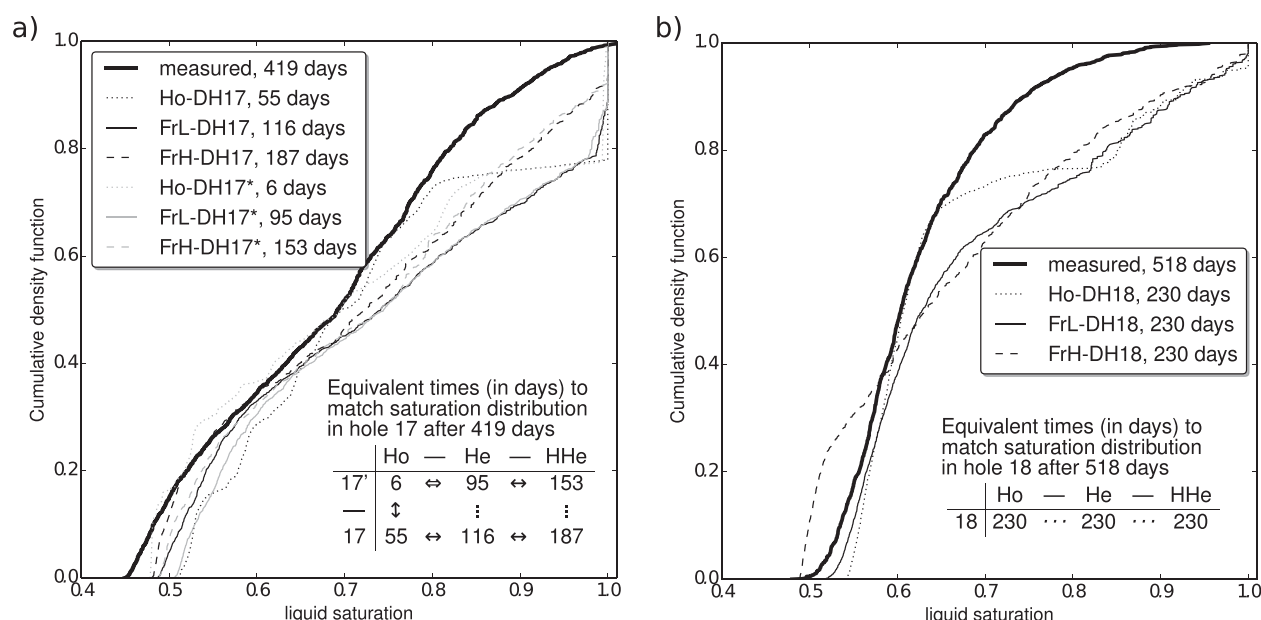 a)
1.0
0.8
0.6
0.4
0.2
0.0
Cumulative density function
measured, 419 days
Ho-DH17, 55 days
FrL-DH17, 116 days
FrH-DH17, 187 days
Ho-DH17*, 6 days
FrL-DH17*, 95 days
FrH-DH17*, 153 days
Equivalent times (in days) to
match saturation distribution
in hole 17 after 419 days
Ho — He — HHe
17' 6 ⇔ 95 ⇔ 153
— ⇕ ⋮ ⋮
17 55 ⇔ 116 ⇔ 187
0.4 0.5 0.6 0.7 0.8 0.9 1.0
liquid saturation
b)
1.0
0.8
0.6
0.4
0.2
0.0
Cumulative density function
measured, 518 days
Ho-DH18, 230 days
FrL-DH18, 230 days
FrH-DH18, 230 days
Equivalent times (in days) to
match saturation distribution
in hole 18 after 518 days
Ho — He — HHe
18 230 ··· 230 ··· 230
0.4 0.5 0.6 0.7 0.8 0.9 1.0
liquid saturation